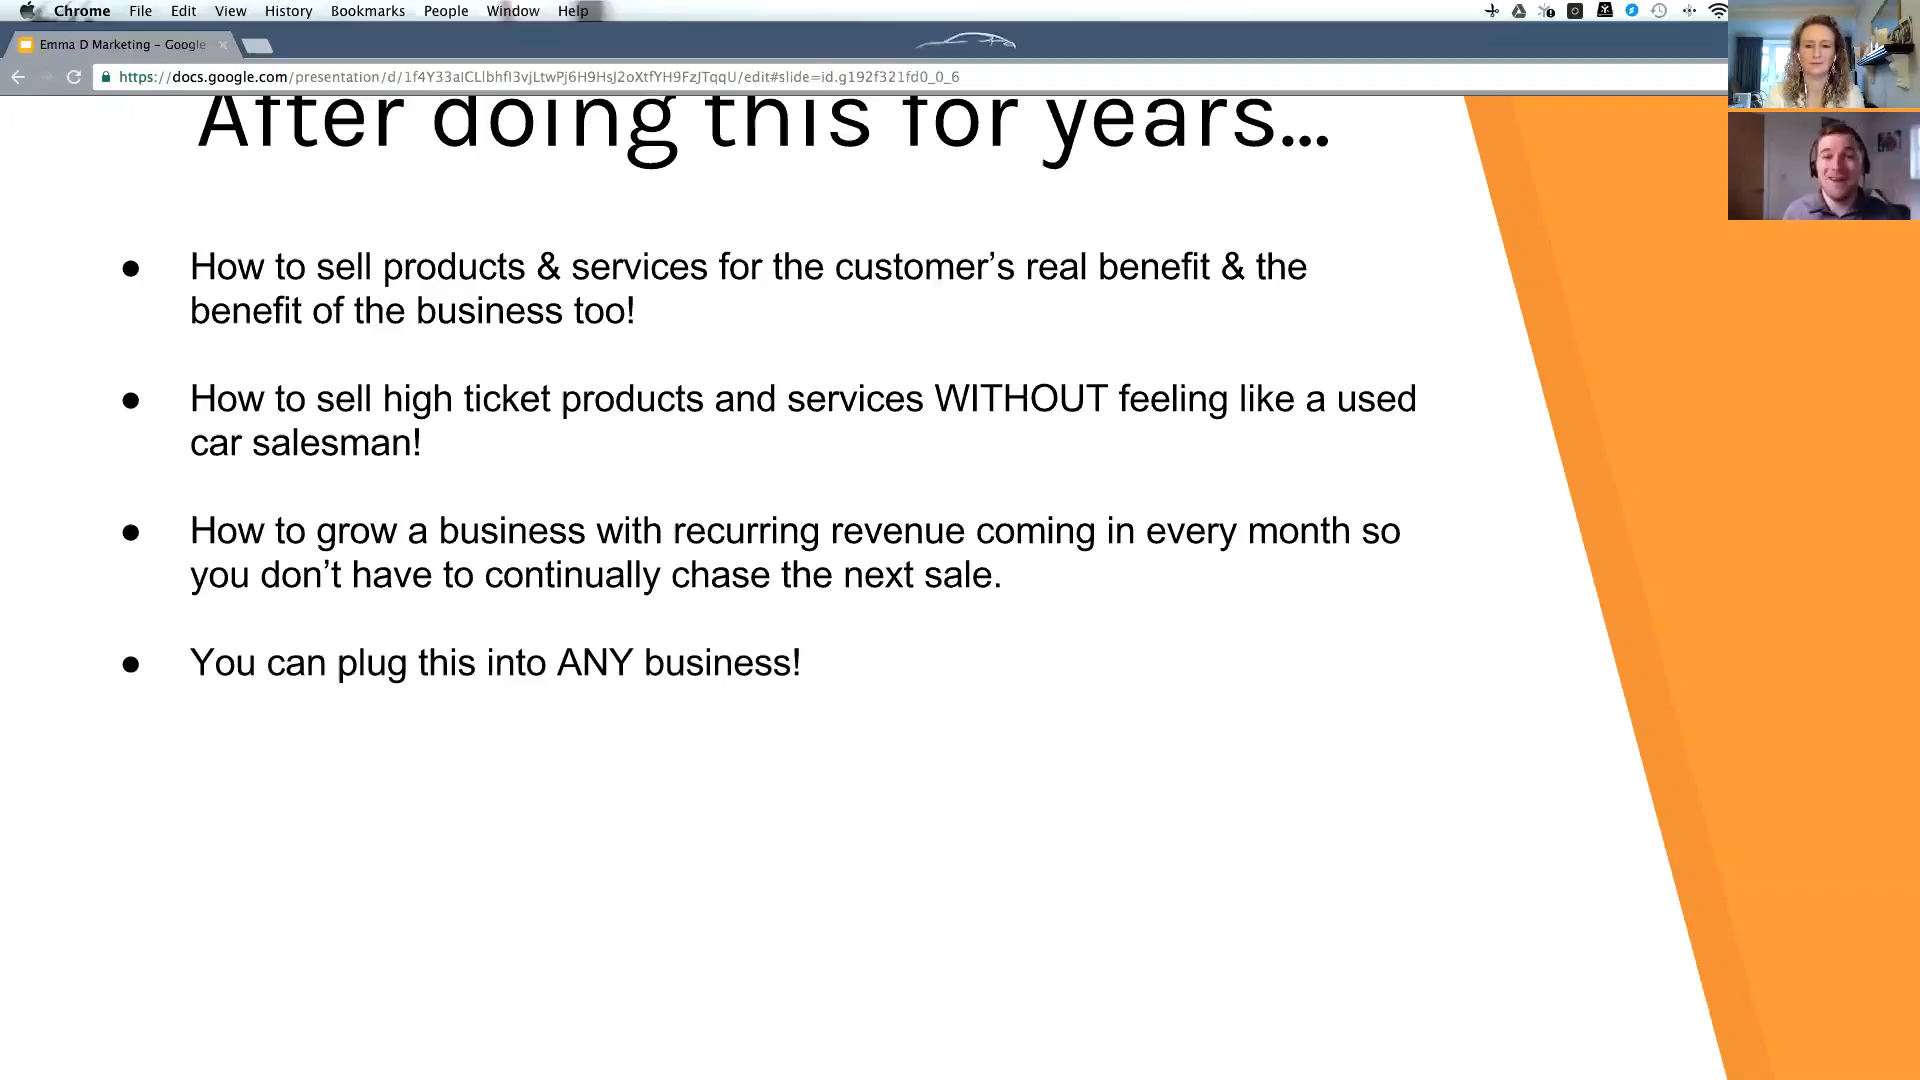 Chrome File Edit View History Bookmarks People Window Help
Emma D Marketing – Google
https://docs.google.com/presentation/d/1f4Y33alCLlbhfI3vjLtwPj6H9HsJ2oXtfYH9FzJTqqU/edit#slide=id.g192f321fd0_0_6
After doing this for years...
● How to sell products & services for the customer’s real benefit & the
benefit of the business too!
● How to sell high ticket products and services WITHOUT feeling like a used
car salesman!
● How to grow a business with recurring revenue coming in every month so
you don’t have to continually chase the next sale.
● You can plug this into ANY business!